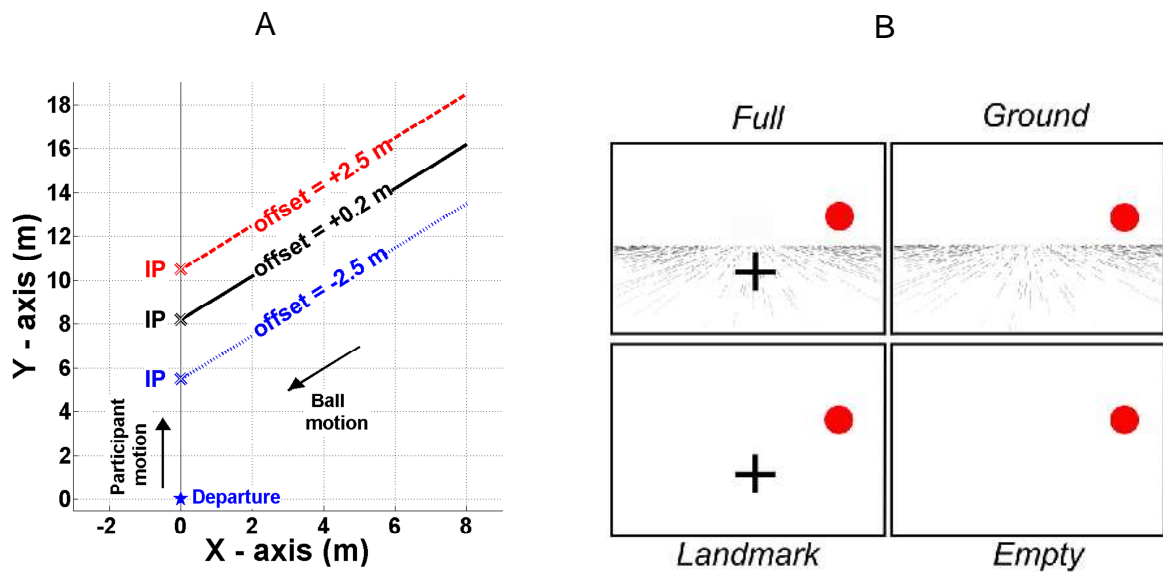 A
B
Y - axis (m)
18
16
14
12
10
8
6
4
2
0
offset = +2.5 m
offset = +0.2 m
offset = -2.5 m
IP
IP
IP
Ball
motion
Participant
motion
Departure
-2
0
2
4
6
8
X - axis (m)
Full
Ground
Landmark
Empty